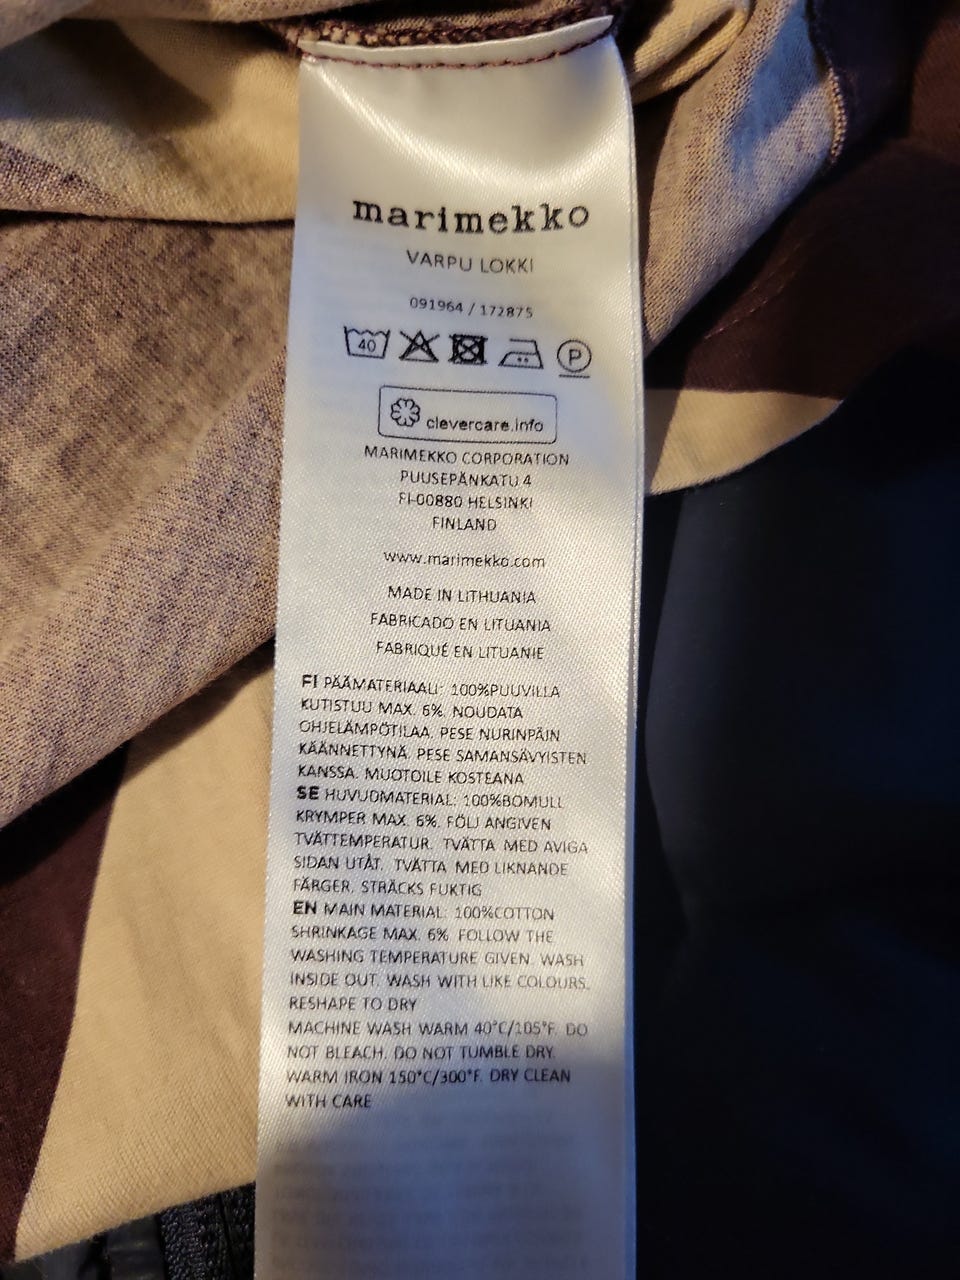 marimekko
VARPU LOKKI
091964 / 172875
40 P
clevercare.info
MARIMEKKO CORPORATION
PUUSEPÄNKATU 4
FI-00880 HELSINKI
FINLAND
www.marimekko.com
MADE IN LITHUANIA
FABRICADO EN LITUANIA
FABRIQUÉ EN LITUANIE
FI PÄÄMATERIAALI: 100%PUUVILLA
KUTISTUU MAX. 6%. NOUDATA
OHJELÄMPÖTILAA. PESE NURINPÄIN
KÄÄNNETTYNÄ. PESE SAMANSÄVYISTEN
KANSSA. MUOTOILE KOSTEANA
SE HUVUDMATERIAL: 100%BOMULL
KRYMPER MAX. 6%. FÖLJ ANGIVEN
TVÄTTEMPERATUR. TVÄTTA MED AVIGA
SIDAN UTÅT. TVÄTTA MED LIKNANDE
FÄRGER. STRÄCKS FUKTIG
EN MAIN MATERIAL: 100%COTTON
SHRINKAGE MAX. 6% FOLLOW THE
WASHING TEMPERATURE GIVEN. WASH
INSIDE OUT. WASH WITH LIKE COLOURS.
RESHAPE TO DRY
MACHINE WASH WARM 40°C/105°F. DO
NOT BLEACH. DO NOT TUMBLE DRY.
WARM IRON 150°C/300°F. DRY CLEAN
WITH CARE